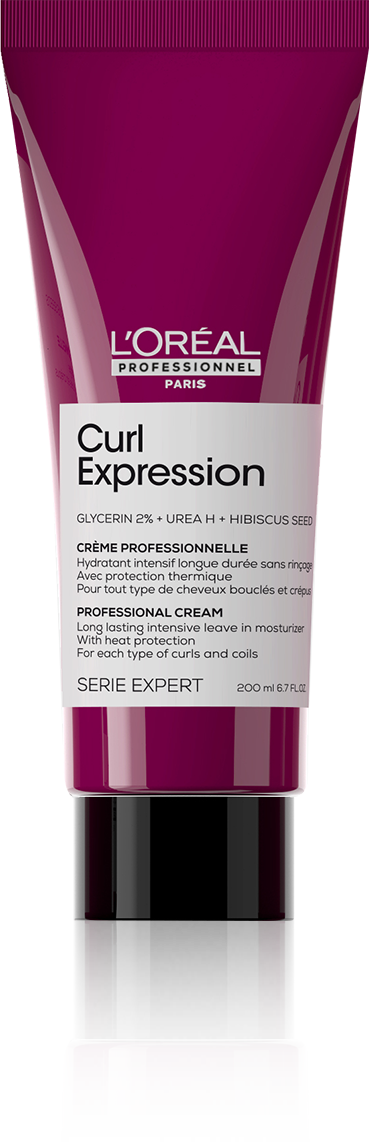 L'ORÉAL
PROFESSIONNEL
PARIS
Curl
Expression
GLYCERIN 2% + UREA H + HIBISCUS SEED
CRÈME PROFESSIONNELLE
Hydratant intensif longue durée sans rinçage
Avec protection thermique
Pour tout type de cheveux bouclés et crépus
PROFESSIONAL CREAM
Long lasting intensive leave in mosturizer
With heat protection
For each type of curls and coils
SERIE EXPERT
200 ml 6.7 FL.OZ.